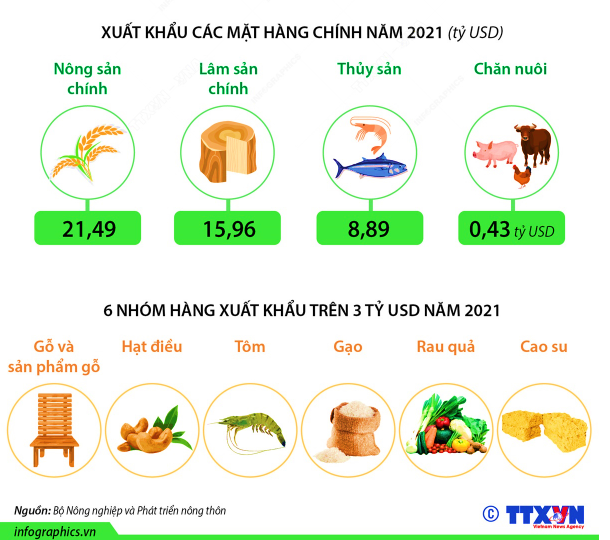 XUẤT KHẨU CÁC MẶT HÀNG CHÍNH NĂM 2021 (tỷ USD)
Nông sản chính
Lâm sản chính
Thủy sản
Chăn nuôi
21,49
15,96
8,89
0,43 tỷ USD
6 NHÓM HÀNG XUẤT KHẨU TRÊN 3 TỶ USD NĂM 2021
Gỗ và sản phẩm gỗ
Hạt điều
Tôm
Gạo
Rau quả
Cao su
Nguồn: Bộ Nông nghiệp và Phát triển nông thôn
infographics.vn
© TTXVN
Vietnam News Agency